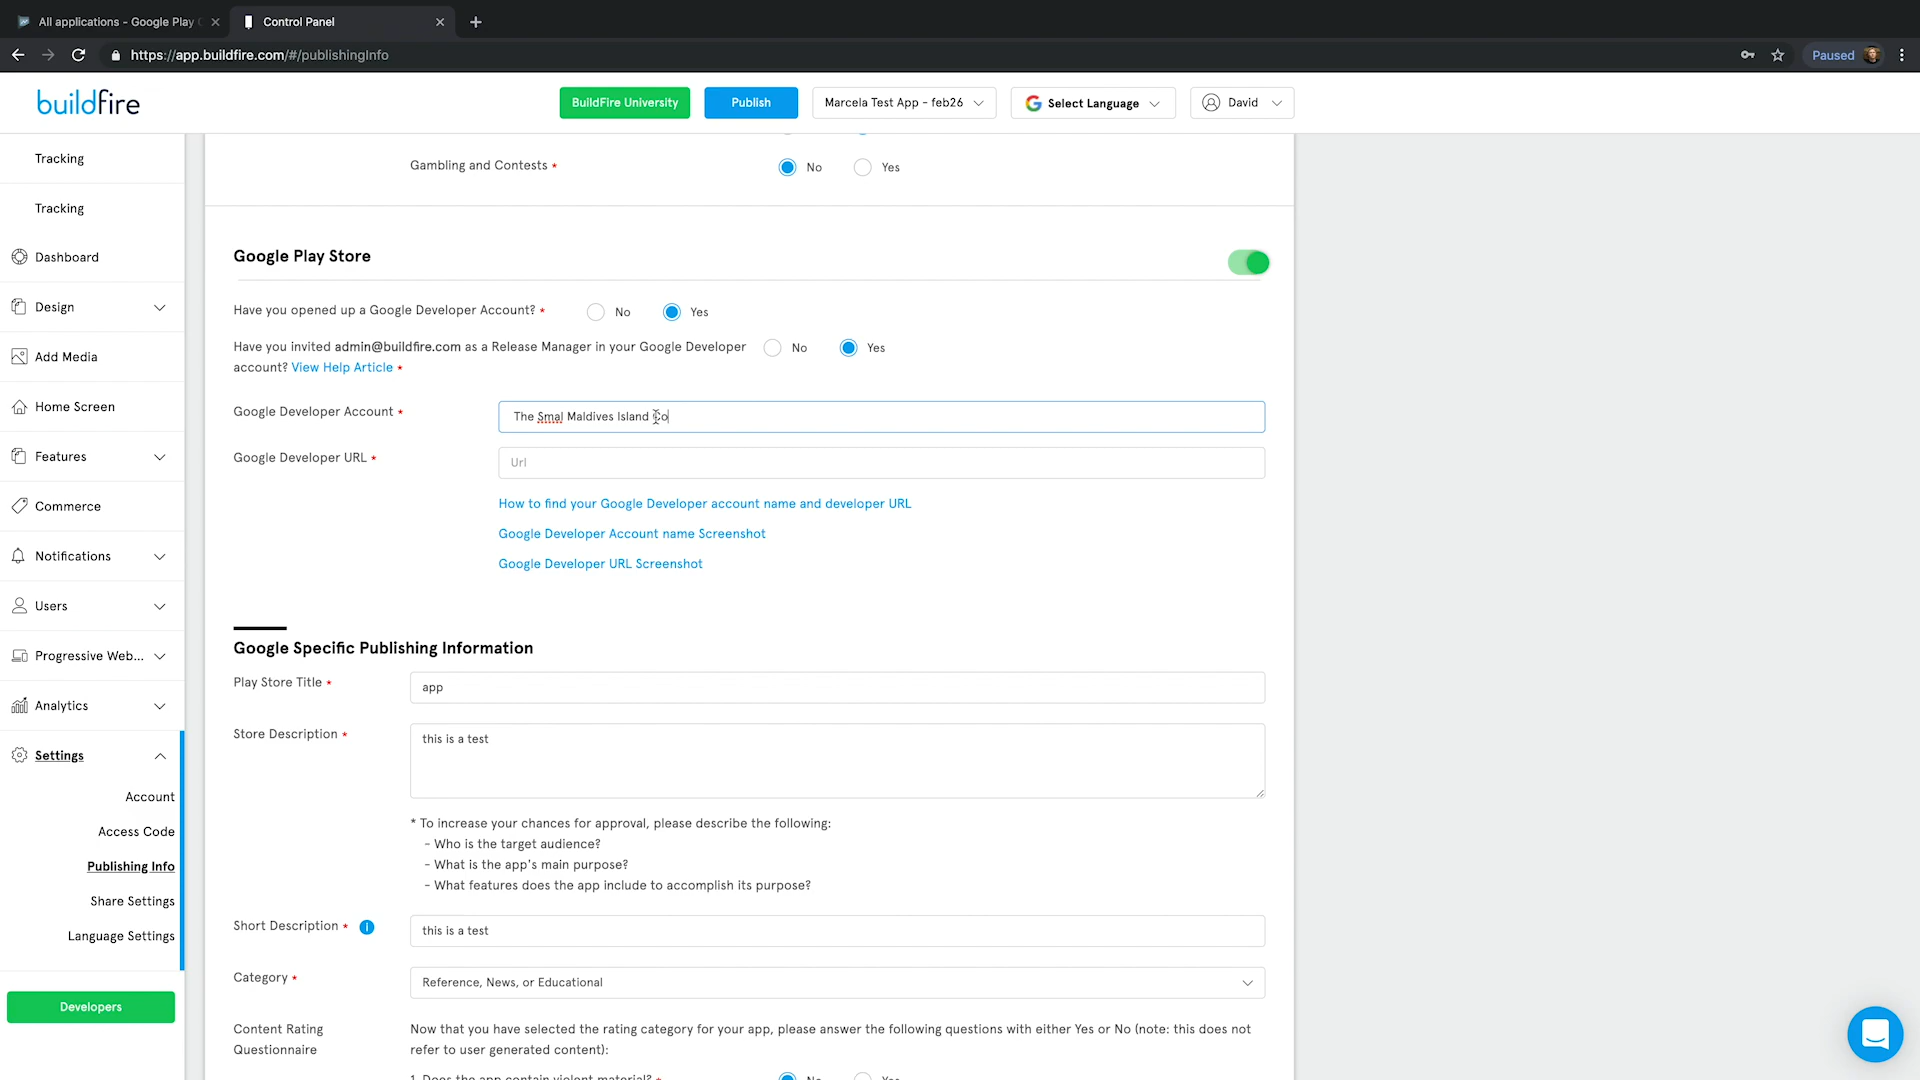 All applications - Google Play
Control Panel
https://app.buildfire.com/#/publishingInfo
Paused
buildfire
BuildFire University
Publish
Marcela Test App - feb26
Select Language
David
Tracking
Tracking
Dashboard
Design
Add Media
Home Screen
Features
Commerce
Notifications
Users
Progressive Web...
Analytics
Settings
Account
Access Code
Publishing Info
Share Settings
Language Settings
Developers
Gambling and Contests *
No
Yes
Google Play Store
Have you opened up a Google Developer Account? *
No
Yes
Have you invited admin@buildfire.com as a Release Manager in your Google Developer
account? View Help Article *
No
Yes
Google Developer Account *
The Smal Maldives Island Co
Google Developer URL *
Url
How to find your Google Developer account name and developer URL
Google Developer Account name Screenshot
Google Developer URL Screenshot
Google Specific Publishing Information
Play Store Title *
app
Store Description *
this is a test
* To increase your chances for approval, please describe the following:
- Who is the target audience?
- What is the app's main purpose?
- What features does the app include to accomplish its purpose?
Short Description *
i
this is a test
Category *
Reference, News, or Educational
Content Rating
Questionnaire
Now that you have selected the rating category for your app, please answer the following questions with either Yes or No (note: this does not
refer to user generated content):
1. Does the app contain violent material? *
No
Yes